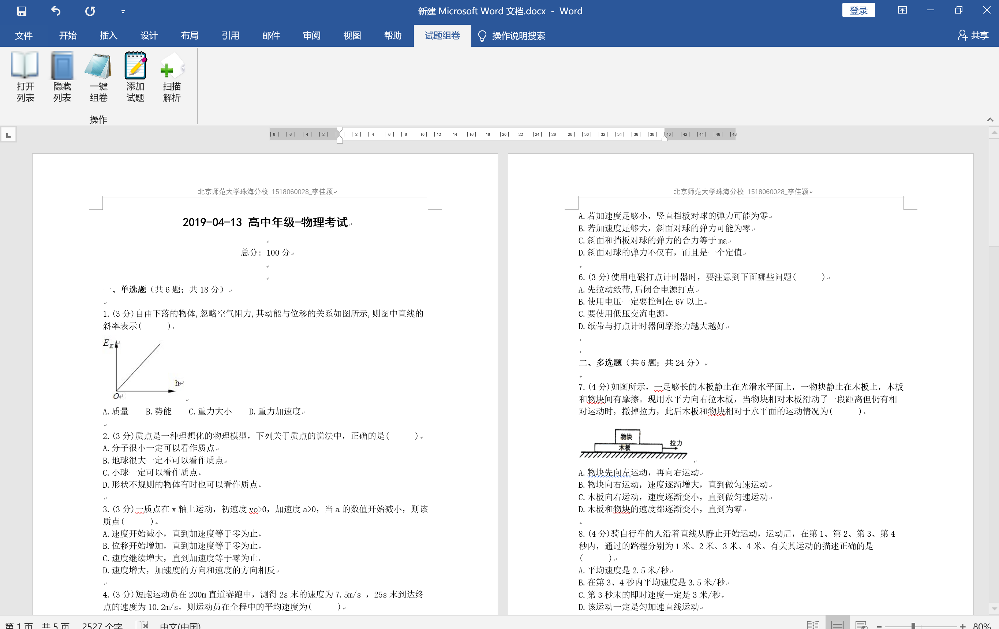 新建 Microsoft Word 文档.docx - Word
登录
文件 开始 插入 设计 布局 引用 邮件 审阅 视图 帮助 试题组卷 操作说明搜索 共享
打开列表 隐藏列表 一键组卷 添加试题 扫描解析
操作
8 6 4 2 2 4 6 8 10 12 14 16 18 20 22 24 26 28 30 32 34 36 38 40 42 44 46 48
北京师范大学珠海分校 1518060028_李佳颖
2019-04-13 高中年级-物理考试
总分: 100 分
一、单选题（共 6 题；共 18 分）
1.(3 分)自由下落的物体,忽略空气阻力,其动能与位移的关系如图所示,则图中直线的
斜率表示( )
EK
h
O
A.质量 B.势能 C.重力大小 D.重力加速度
2.(3 分)质点是一种理想化的物理模型，下列关于质点的说法中，正确的是( )
A.分子很小一定可以看作质点
B.地球很大一定不可以看作质点
C.小球一定可以看作质点
D.形状不规则的物体有时也可以看作质点
3.(3 分)一质点在 x 轴上运动，初速度 vo>0，加速度 a>0，当 a 的数值开始减小，则该
质点( )
A.速度开始减小，直到加速度等于零为止
B.位移开始增加，直到加速度等于零为止
C.速度继续增大，直到加速度等于零为止
D.速度增大，加速度的方向和速度的方向相反
4.(3 分)短跑运动员在 200m 直道赛跑中，测得 2s 末的速度为 7.5m/s ，25s 末到达终
点的速度为 10.2m/s，则运动员在全程中的平均速度为( )
北京师范大学珠海分校 1518060028_李佳颖
A.若加速度足够小，竖直挡板对球的弹力可能为零
B.若加速度足够大，斜面对球的弹力可能为零
C.斜面和挡板对球的弹力的合力等于 ma
D.斜面对球的弹力不仅有，而且是一个定值
6.(3 分)使用电磁打点计时器时，要注意到下面哪些问题( )
A.先拉动纸带,后闭合电源打点
B.使用电压一定要控制在 6V 以上
C.要使用低压交流电源
D.纸带与打点计时器间摩擦力越大越好
二、多选题（共 6 题；共 24 分）
7.(4 分)如图所示，一足够长的木板静止在光滑水平面上，一物块静止在木板上，木板
和物块间有摩擦。现用水平力向右拉木板，当物块相对木板滑动了一段距离但仍有相
对运动时，撤掉拉力，此后木板和物块相对于水平面的运动情况为( )
物块
木板
拉力
A.物块先向左运动，再向右运动
B.物块向右运动，速度逐渐增大，直到做匀速运动
C.木板向右运动，速度逐渐变小，直到做匀速运动
D.木板和物块的速度都逐渐变小，直到为零
8.(4 分)骑自行车的人沿着直线从静止开始运动，运动后，在第 1、第 2、第 3、第 4
秒内，通过的路程分别为 1 米、2 米、3 米、4 米。有关其运动的描述正确的是
( )
A.平均速度是 2.5 米/秒
B.在第 3、4 秒内平均速度是 3.5 米/秒
C.第 3 秒末的即时速度一定是 3 米/秒
D.该运动一定是匀加速直线运动
第 1 页 共 5 页 2527 个字 中文(中国) 80%